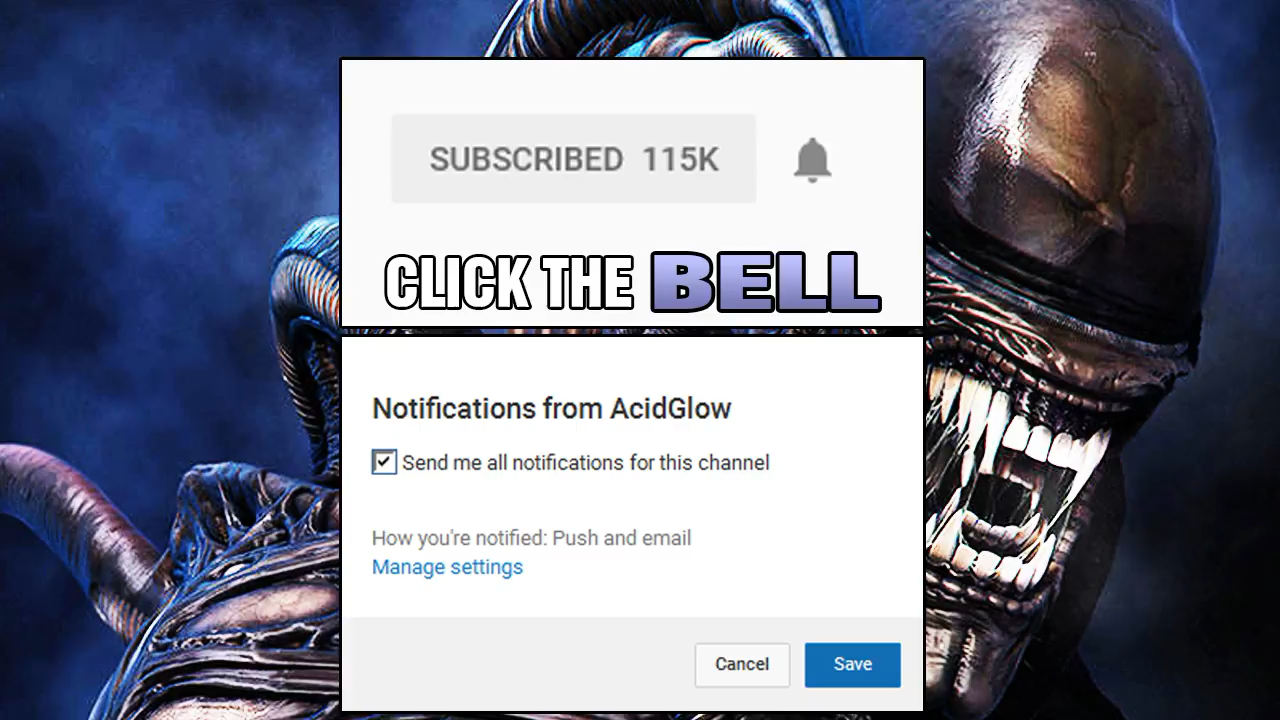 SUBSCRIBED 115K
CLICK THE BELL
Notifications from AcidGlow
Send me all notifications for this channel
How you're notified: Push and email
Manage settings
Cancel Save